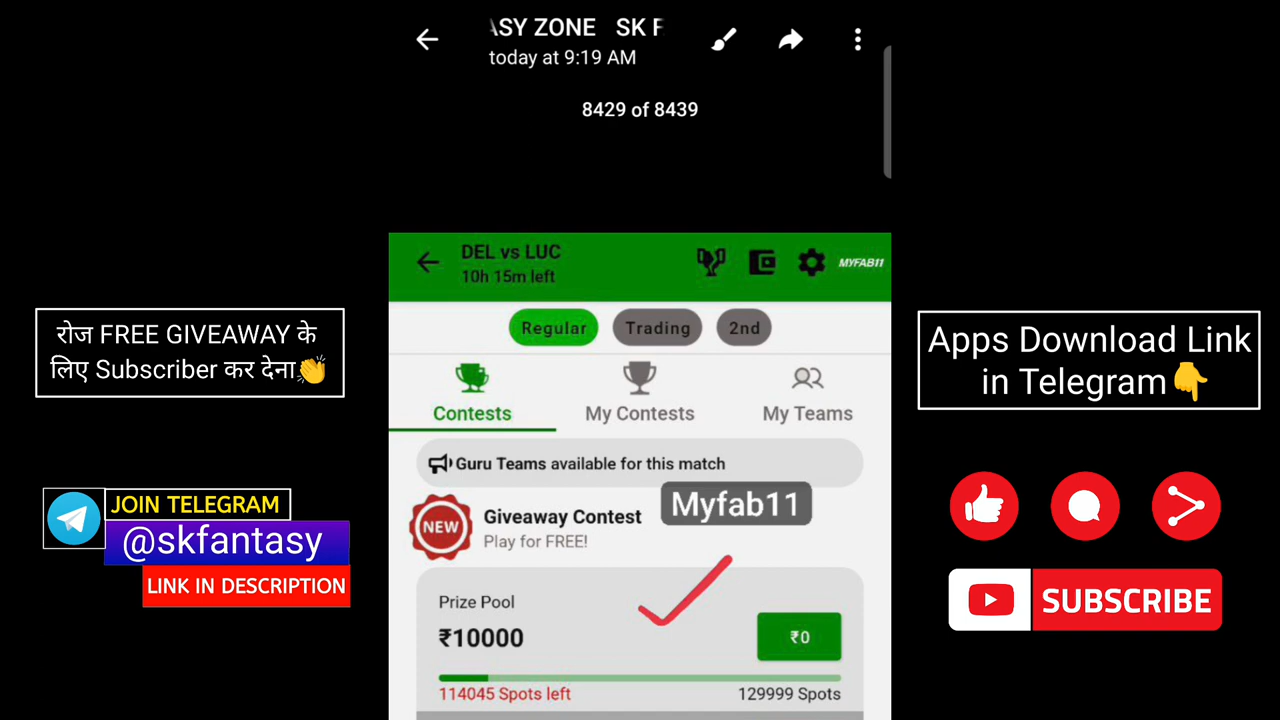 ASY ZONE SK F
today at 9:19 AM
8429 of 8439
DEL vs LUC
10h 15m left
MYFAB11
Regular
Trading
2nd
Contests
My Contests
My Teams
Guru Teams available for this match
NEW
Giveaway Contest
Play for FREE!
Myfab11
Prize Pool
₹10000
₹0
114045 Spots left
129999 Spots
रोज FREE GIVEAWAY के
लिए Subscriber कर देना👏
JOIN TELEGRAM
@skfantasy
LINK IN DESCRIPTION
Apps Download Link
in Telegram👇
SUBSCRIBE